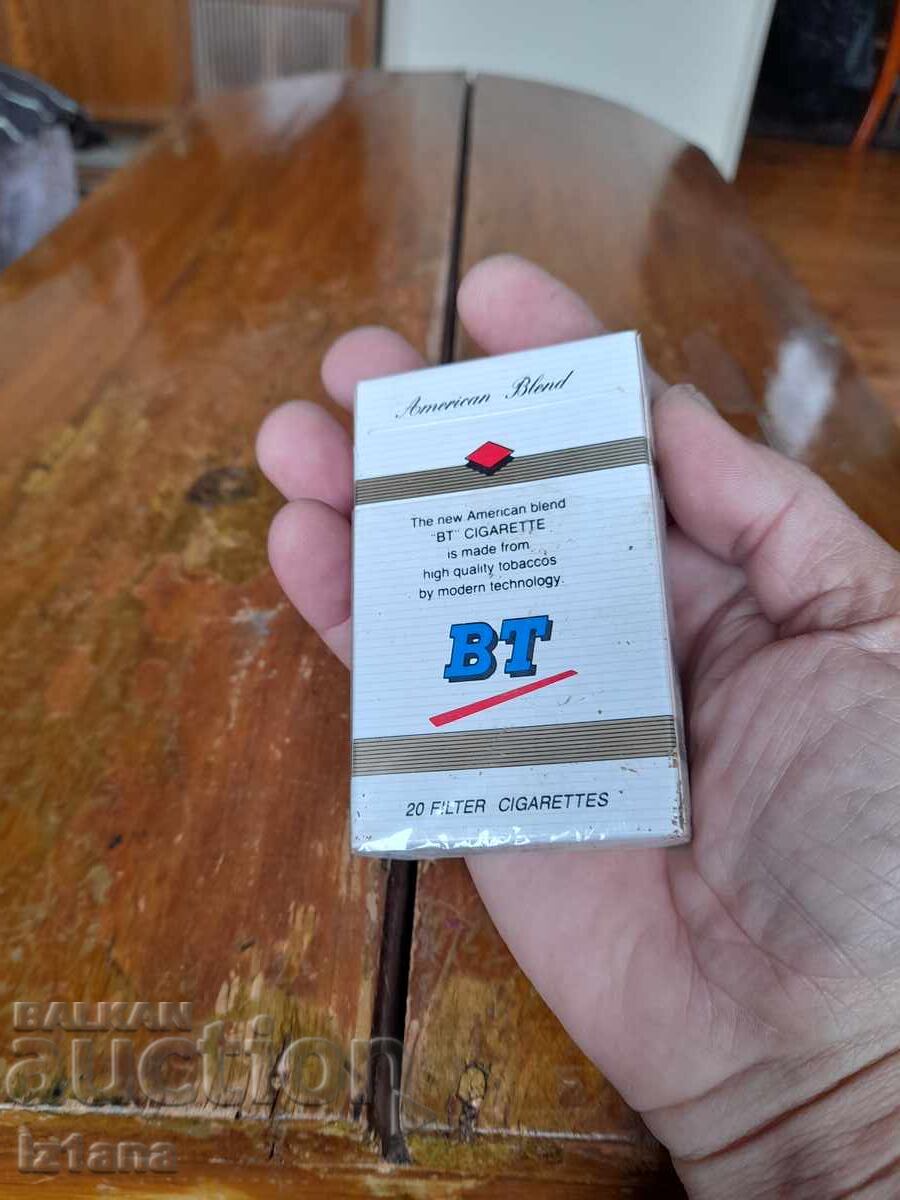 American Blend
The new American blend
"BT" CIGARETTE
is made from
high quality tobaccos
by modern technology.
BT
20 FILTER CIGARETTES
BALKAN
auction
iztana